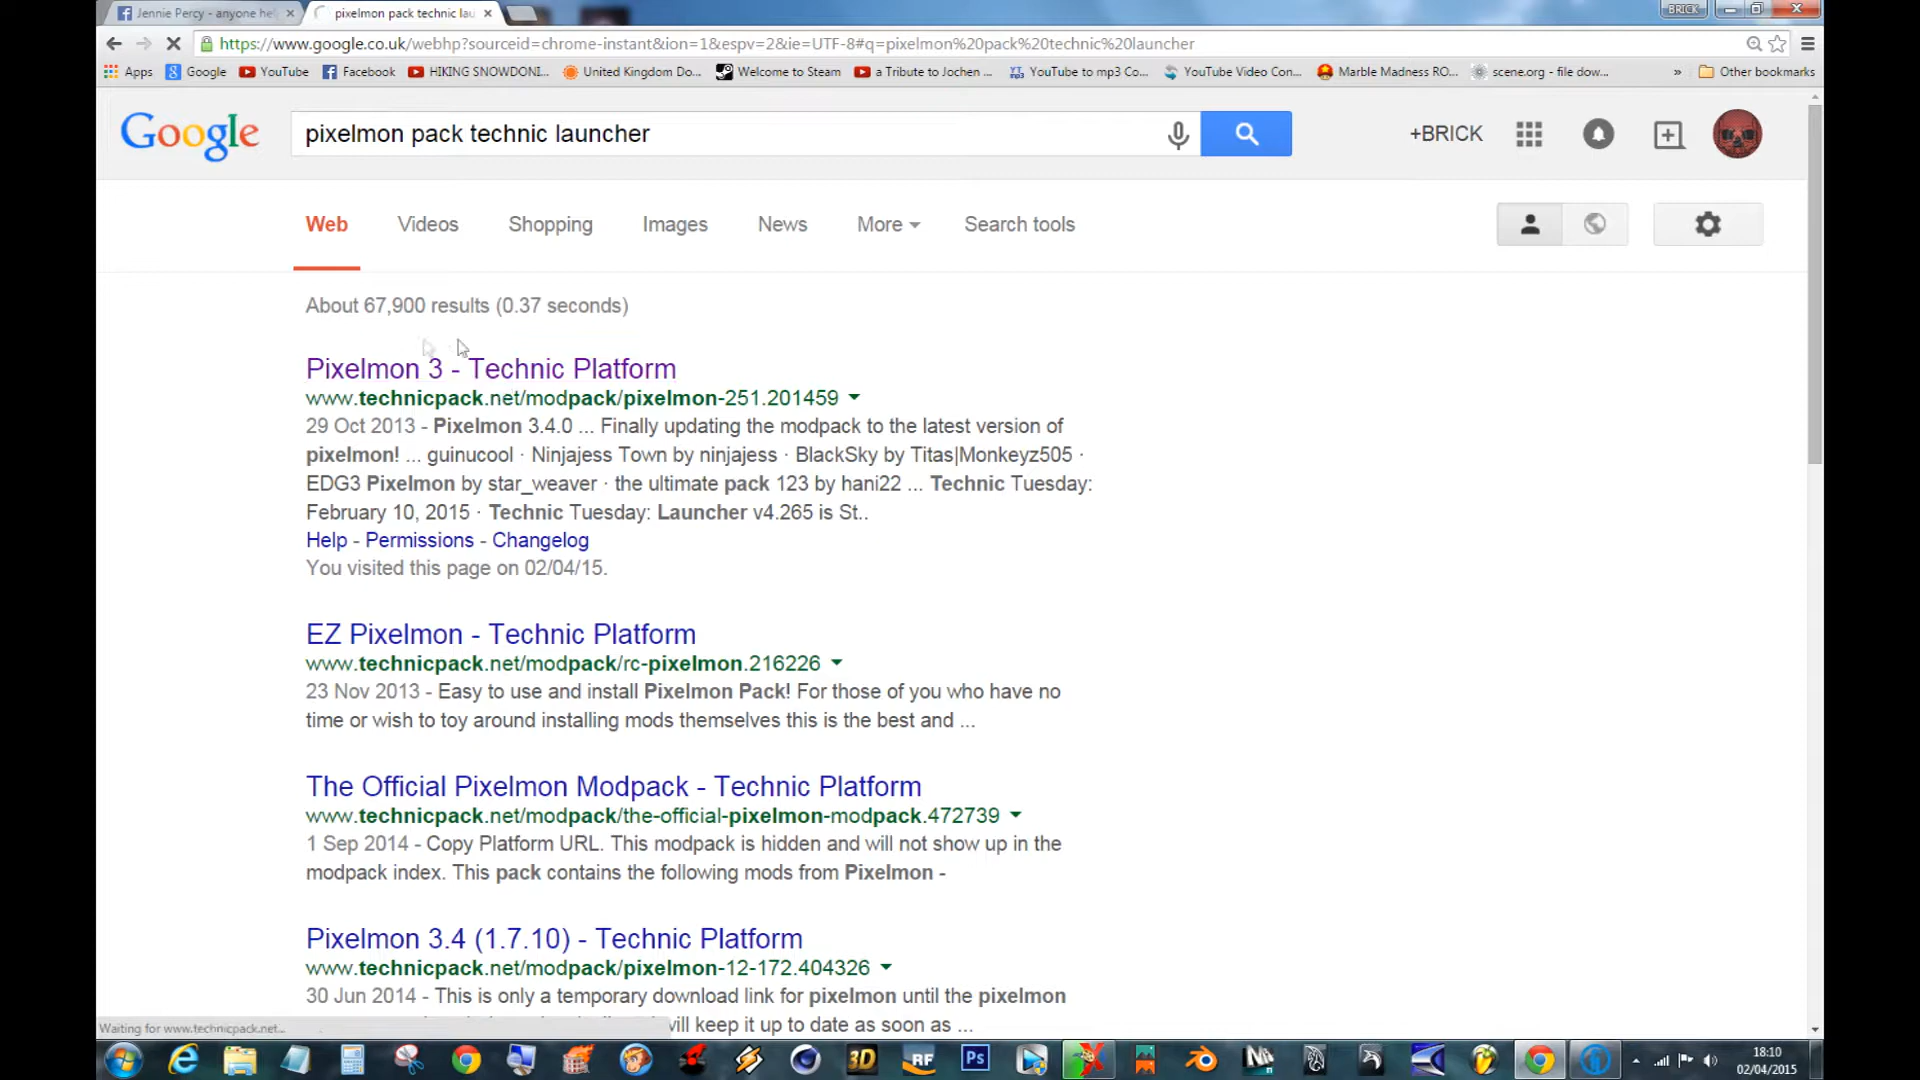 Jennie Percy - anyone he
pixelmon pack technic lau
BRICK
https://www.google.co.uk/webhp?sourceid=chrome-instant&ion=1&espv=2&ie=UTF-8#q=pixelmon%20pack%20technic%20launcher
Apps Google YouTube Facebook HIKING SNOWDONI... United Kingdom Do... Welcome to Steam a Tribute to Jochen ... YouTube to mp3 Co... YouTube Video Con... Marble Madness RO... scene.org - file dow... » Other bookmarks
Google pixelmon pack technic launcher +BRICK
Web Videos Shopping Images News More Search tools
About 67,900 results (0.37 seconds)
Pixelmon 3 - Technic Platform
www.technicpack.net/modpack/pixelmon-251.201459
29 Oct 2013 - Pixelmon 3.4.0 ... Finally updating the modpack to the latest version of
pixelmon! ... guinucool · Ninjajess Town by ninjajess · BlackSky by Titas|Monkeyz505 ·
EDG3 Pixelmon by star_weaver · the ultimate pack 123 by hani22 ... Technic Tuesday:
February 10, 2015 · Technic Tuesday: Launcher v4.265 is St..
Help - Permissions - Changelog
You visited this page on 02/04/15.
EZ Pixelmon - Technic Platform
www.technicpack.net/modpack/rc-pixelmon.216226
23 Nov 2013 - Easy to use and install Pixelmon Pack! For those of you who have no
time or wish to toy around installing mods themselves this is the best and ...
The Official Pixelmon Modpack - Technic Platform
www.technicpack.net/modpack/the-official-pixelmon-modpack.472739
1 Sep 2014 - Copy Platform URL. This modpack is hidden and will not show up in the
modpack index. This pack contains the following mods from Pixelmon -
Pixelmon 3.4 (1.7.10) - Technic Platform
www.technicpack.net/modpack/pixelmon-12-172.404326
30 Jun 2014 - This is only a temporary download link for pixelmon until the pixelmon
will keep it up to date as soon as ...
Waiting for www.technicpack.net...
3D RF Ps
18:10
02/04/2015